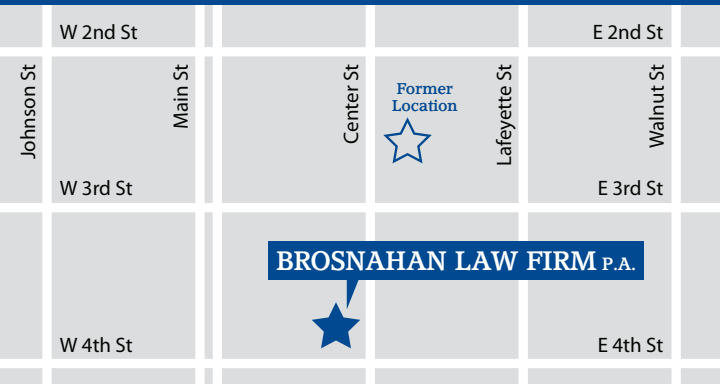 W 2nd St
E 2nd St
Johnson St
Main St
Center St
Former
Location
Lafeyette St
Walnut St
W 3rd St
E 3rd St
BROSNAHAN LAW FIRM P.A.
W 4th St
E 4th St